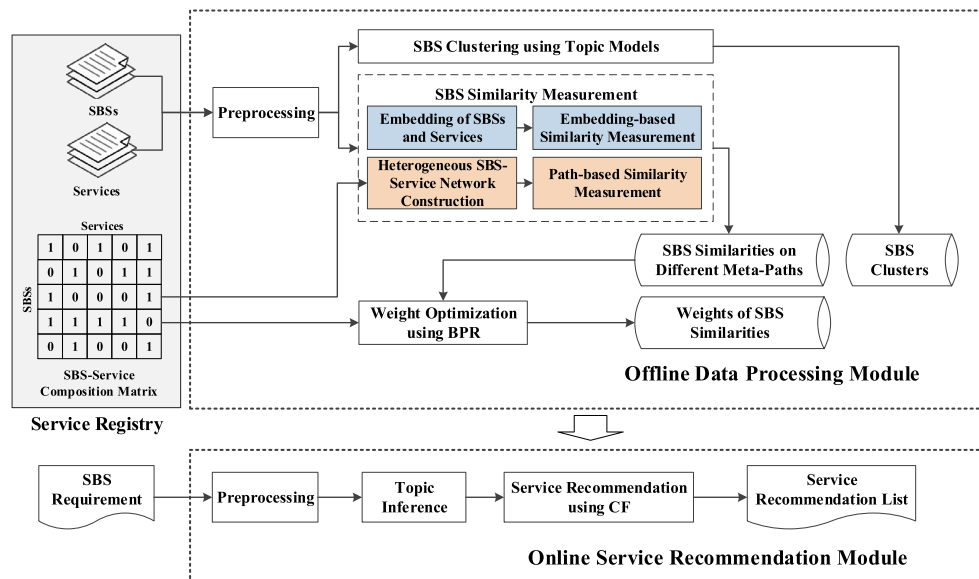 SBS Clustering using Topic Models
SBSs
Services
Preprocessing
SBS Similarity Measurement
Embedding of SBSs
and Services
Embedding-based
Similarity Measurement
Heterogeneous SBS-
Service Network
Construction
Path-based Similarity
Measurement
Services
SBSs
1 0 1 0 1
0 1 0 1 1
1 0 0 0 1
1 1 1 1 0
0 1 0 0 1
SBS-Service
Composition Matrix
Service Registry
SBS Similarities on
Different Meta-Paths
SBS
Clusters
Weight Optimization
using BPR
Weights of SBS
Similarities
Offline Data Processing Module
SBS
Requirement
Preprocessing
Topic
Inference
Service Recommendation
using CF
Service
Recommendation List
Online Service Recommendation Module